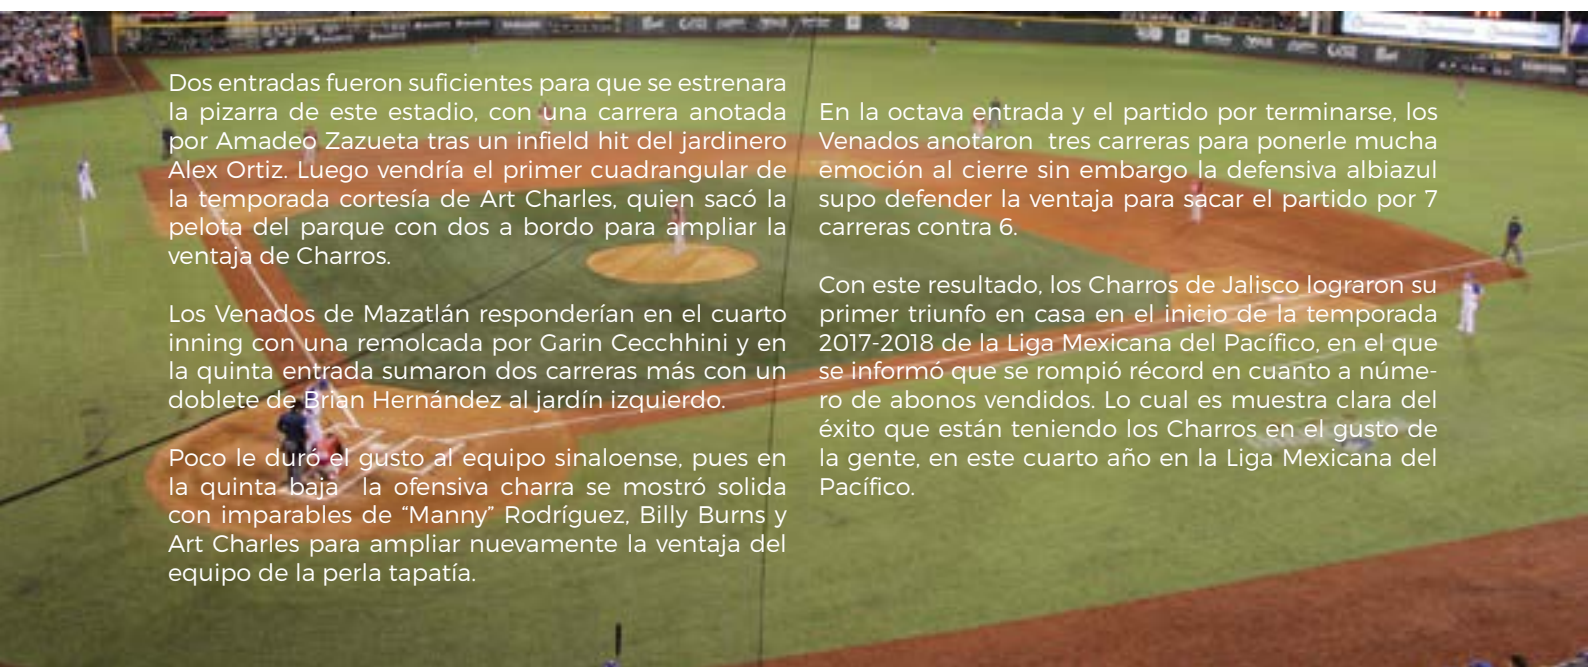 Dos entradas fueron suficientes para que se estrenara
la pizarra de este estadio, con una carrera anotada
por Amadeo Zazueta tras un infield hit del jardinero
Alex Ortiz. Luego vendría el primer cuadrangular de
la temporada cortesía de Art Charles, quien sacó la
pelota del parque con dos a bordo para ampliar la
ventaja de Charros.
Los Venados de Mazatlán responderían en el cuarto
inning con una remolcada por Garin Cecchhini y en
la quinta entrada sumaron dos carreras más con un
doblete de Brian Hernández al jardín izquierdo.
Poco le duró el gusto al equipo sinaloense, pues en
la quinta baja  la ofensiva charra se mostró solida
con imparables de “Manny” Rodríguez, Billy Burns y
Art Charles para ampliar nuevamente la ventaja del
equipo de la perla tapatía.
En la octava entrada y el partido por terminarse, los
Venados anotaron  tres carreras para ponerle mucha
emoción al cierre sin embargo la defensiva albiazul
supo defender la ventaja para sacar el partido por 7
carreras contra 6.
Con este resultado, los Charros de Jalisco lograron su
primer triunfo en casa en el inicio de la temporada
2017-2018 de la Liga Mexicana del Pacífico, en el que
se informó que se rompió récord en cuanto a núme-
ro de abonos vendidos. Lo cual es muestra clara del
éxito que están teniendo los Charros en el gusto de
la gente, en este cuarto año en la Liga Mexicana del
Pacífico.